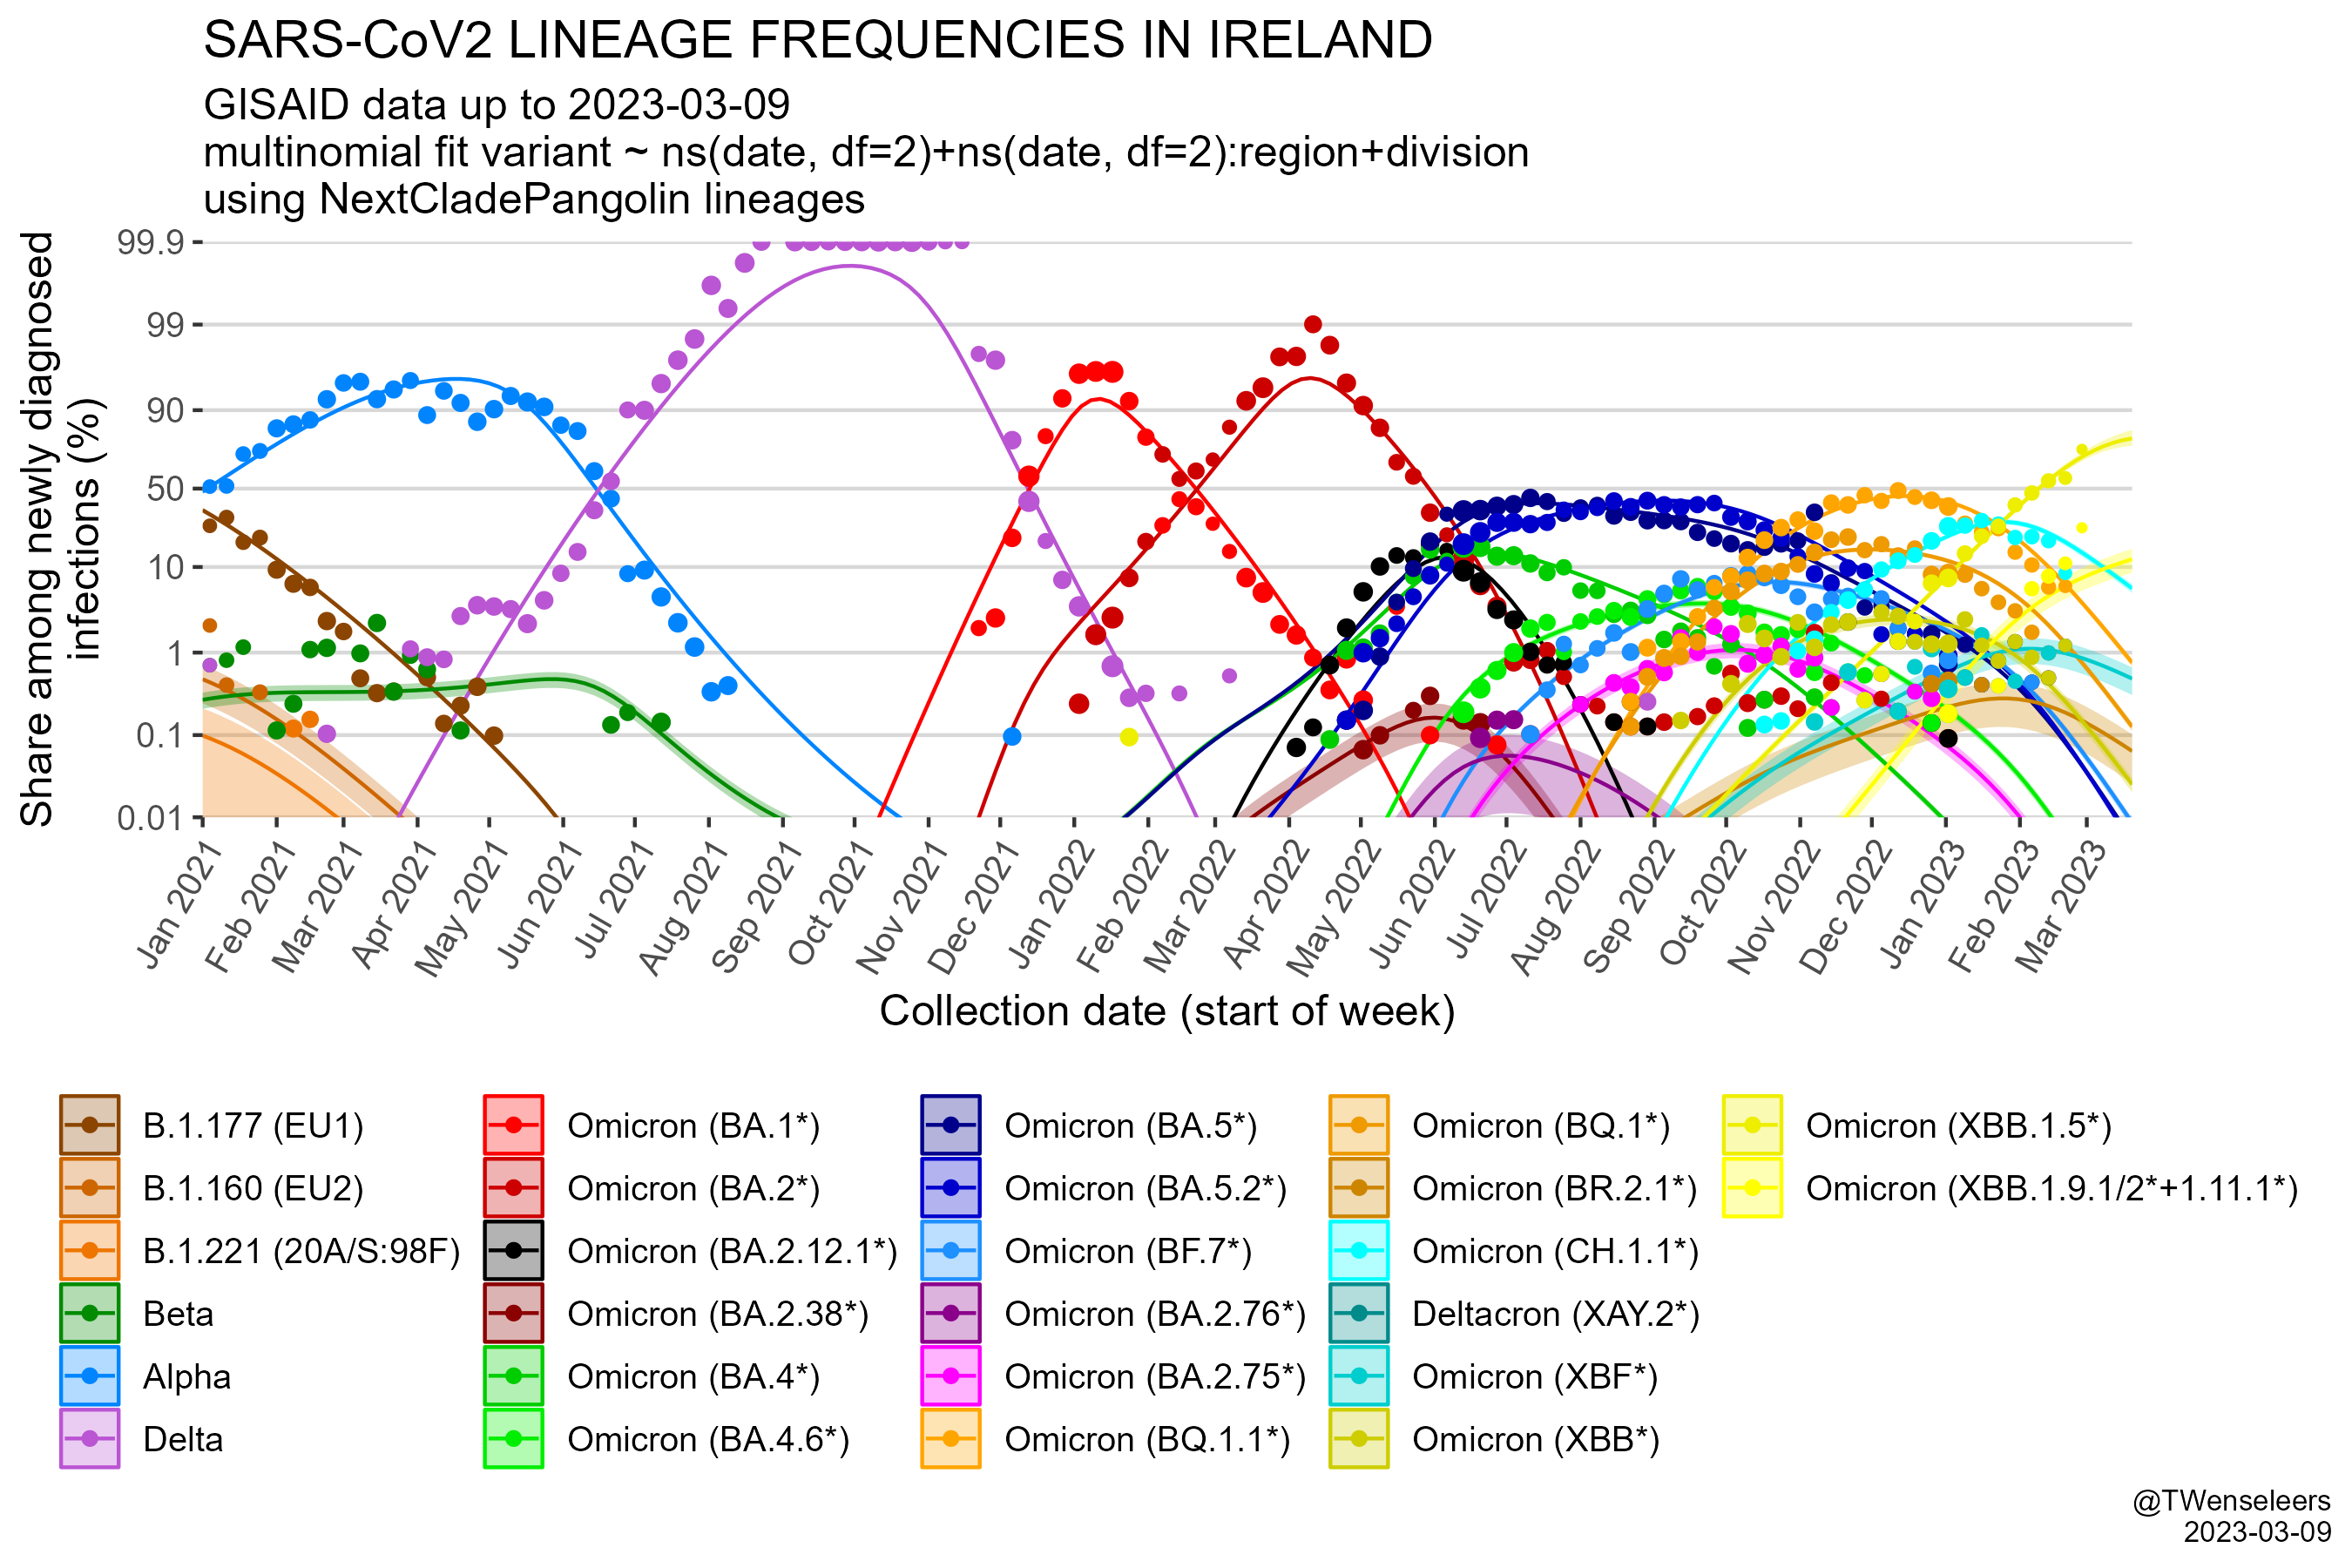 SARS-CoV2 LINEAGE FREQUENCIES IN IRELAND
GISAID data up to 2023-03-09
multinomial fit variant ~ ns(date, df=2)+ns(date, df=2):region+division
using NextCladePangolin lineages
Share among newly diagnosed
infections (%)
99.9
99
90
50
10
1
0.1
0.01
Jan 2021
Feb 2021
Mar 2021
Apr 2021
May 2021
Jun 2021
Jul 2021
Aug 2021
Sep 2021
Oct 2021
Nov 2021
Dec 2021
Jan 2022
Feb 2022
Mar 2022
Apr 2022
May 2022
Jun 2022
Jul 2022
Aug 2022
Sep 2022
Oct 2022
Nov 2022
Dec 2022
Jan 2023
Feb 2023
Mar 2023
Collection date (start of week)
B.1.177 (EU1)
B.1.160 (EU2)
B.1.221 (20A/S:98F)
Beta
Alpha
Delta
Omicron (BA.1*)
Omicron (BA.2*)
Omicron (BA.2.12.1*)
Omicron (BA.2.38*)
Omicron (BA.4*)
Omicron (BA.4.6*)
Omicron (BA.5*)
Omicron (BA.5.2*)
Omicron (BF.7*)
Omicron (BA.2.76*)
Omicron (BA.2.75*)
Omicron (BQ.1.1*)
Omicron (BQ.1*)
Omicron (BR.2.1*)
Omicron (CH.1.1*)
Deltacron (XAY.2*)
Omicron (XBF*)
Omicron (XBB*)
Omicron (XBB.1.5*)
Omicron (XBB.1.9.1/2*+1.11.1*)
@TWenseleers
2023-03-09